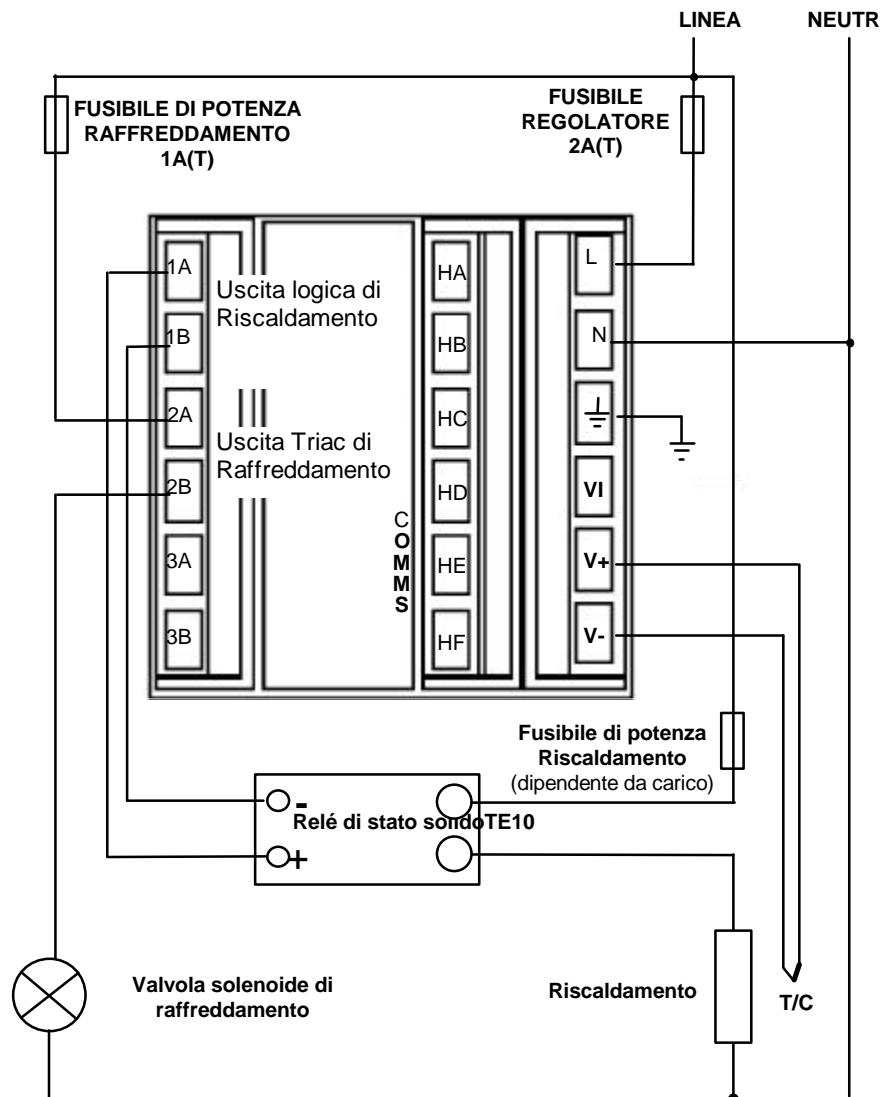 LINEA
NEUTR
FUSIBILE DI POTENZA
RAFFREDDAMENTO
1A(T)
FUSIBILE
REGOLATORE
2A(T)
1A
1B
2A
2B
3A
3B
Uscita logica di
Riscaldamento
Uscita Triac di
Raffreddamento
COMMS
HA
HB
HC
HD
HE
HF
L
N
VI
V+
V-
Fusibile di potenza
Riscaldamento
(dipendente da carico)
-
Relé di stato solidoTE10
+
Valvola solenoide di
raffreddamento
Riscaldamento
T/C